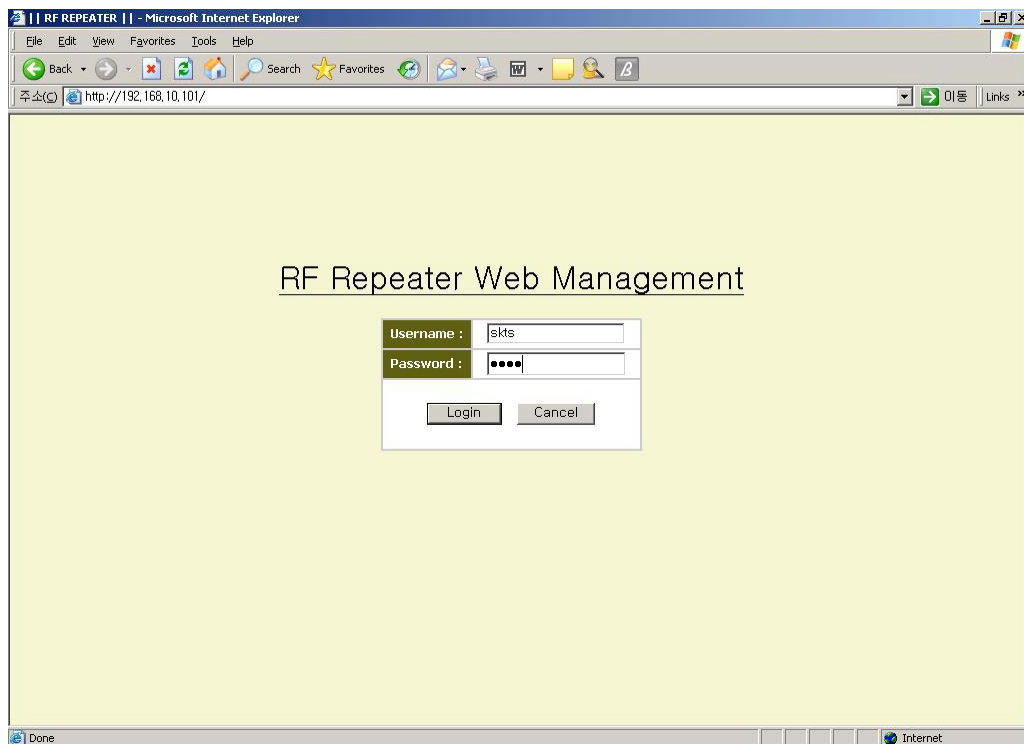 || RF REPEATER || - Microsoft Internet Explorer
File Edit View Favorites Tools Help
Back Search Favorites
주소(C) http://192,168,10,101/ 이동 Links »
RF Repeater Web Management
Username : skts
Password : ●●●●
Login Cancel
Done Internet